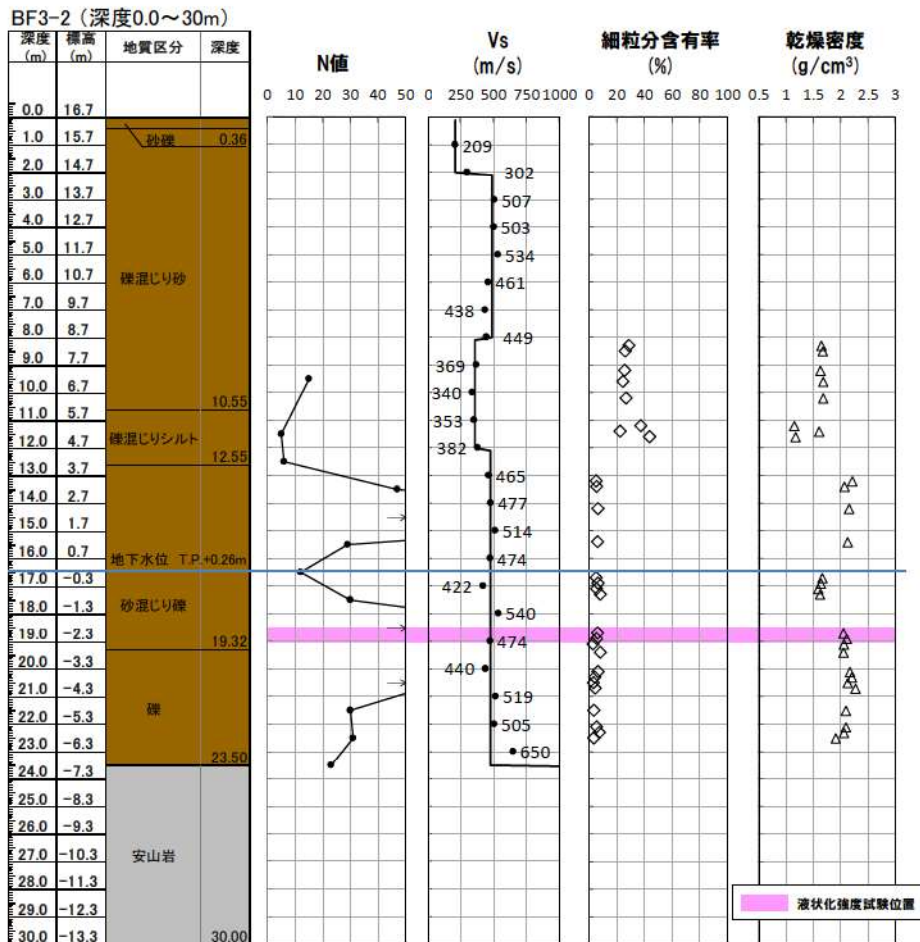 BF3-2 (深度0.0~30m)
深度 (m) 標高 (m) 地質区分 深度
N値
Vs (m/s)
細粒分含有率 (%)
乾燥密度 (g/cm³)
0 10 20 30 40 50
0 250 500 750 1000
0 20 40 60 80 100
0.5 1 1.5 2 2.5 3
0.0 16.7
1.0 15.7 砂礫 0.36
209
2.0 14.7
302
3.0 13.7
507
4.0 12.7
503
5.0 11.7
534
6.0 10.7 礫混じり砂
461
7.0 9.7
438
8.0 8.7
449
9.0 7.7
369
10.0 6.7
340
10.55
11.0 5.7
353
12.0 4.7 礫混じりシルト
382
12.55
13.0 3.7
465
14.0 2.7
477
15.0 1.7
514
16.0 0.7 地下水位 T.P.+0.26m
474
17.0 -0.3
422
18.0 -1.3 砂混じり礫
540
19.0 -2.3 19.32
474
20.0 -3.3
440
21.0 -4.3
519
22.0 -5.3 礫
505
23.0 -6.3
650
23.50
24.0 -7.3
25.0 -8.3
26.0 -9.3
27.0 -10.3 安山岩
28.0 -11.3
29.0 -12.3
30.0 -13.3 30.00
液状化強度試験位置